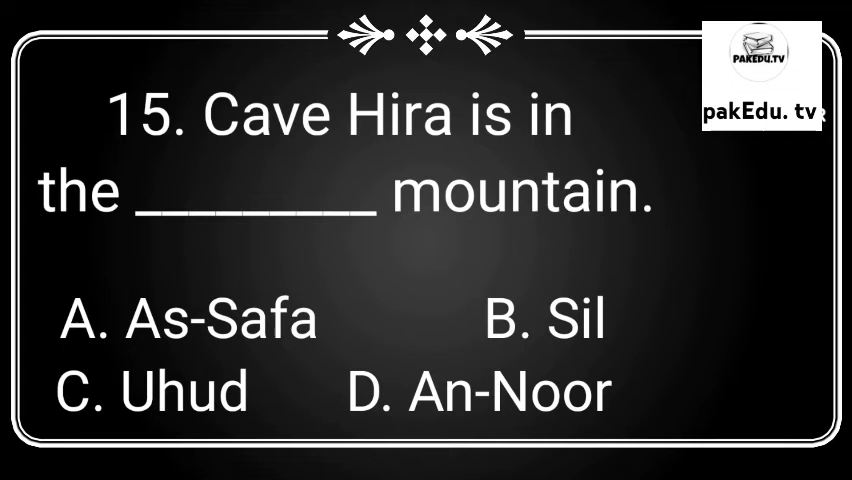 PAKEDU.TV
pakEdu. tv
15. Cave Hira is in
the _________ mountain.
A. As-Safa B. Sil
C. Uhud D. An-Noor